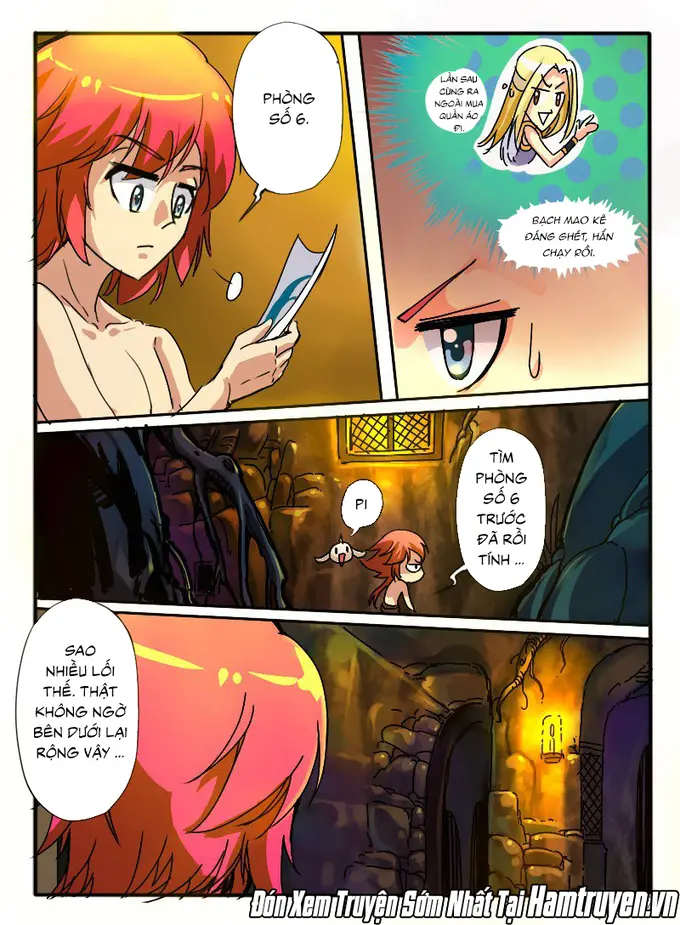 PHÒNG
SỐ 6.
LẦN SAU
CÙNG RA
NGOÀI MUA
QUẦN ÁO
ĐI.
BẠCH MAO KÊ
ĐÁNG GHÉT, HẮN
CHẠY RỒI.
PI
TÌM
PHÒNG
SỐ 6
TRƯỚC
ĐÃ RỒI
TÍNH ...
SAO
NHIỀU LỐI
THẾ. THẬT
KHÔNG NGỜ
BÊN DƯỚI LẠI
RỘNG VẬY ...
Đón Xem Truyện Sớm Nhất Tại Hamtruyen.vn